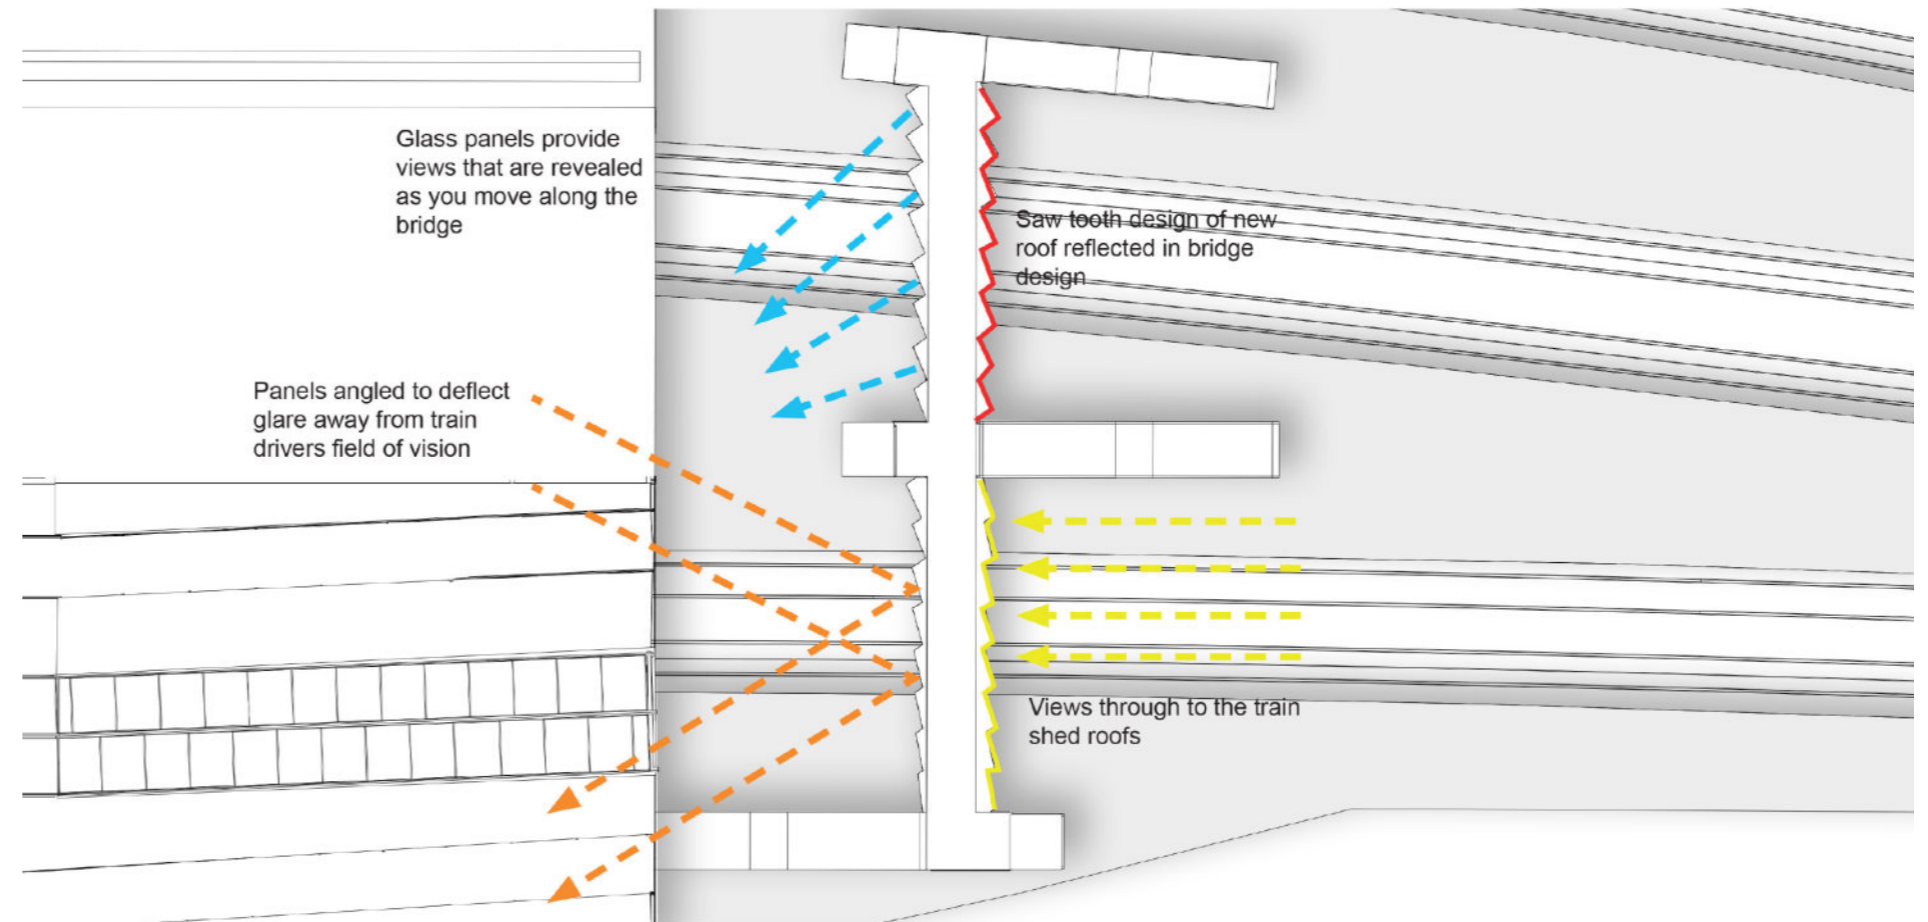 Glass panels provide
views that are revealed
as you move along the
bridge
Saw tooth design of new
roof reflected in bridge
design
Panels angled to deflect
glare away from train
drivers field of vision
Views through to the train
shed roofs